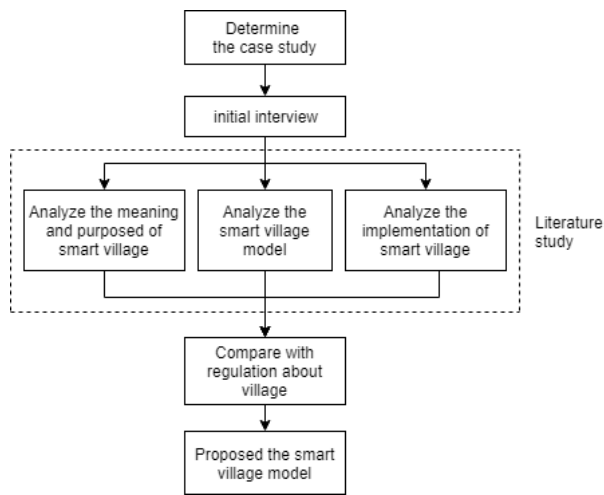 Determine
the case study
initial interview
Analyze the meaning
and purposed of
smart village
Analyze the
smart village
model
Analyze the
implementation of
smart village
Literature
study
Compare with
regulation about
village
Proposed the smart
village model